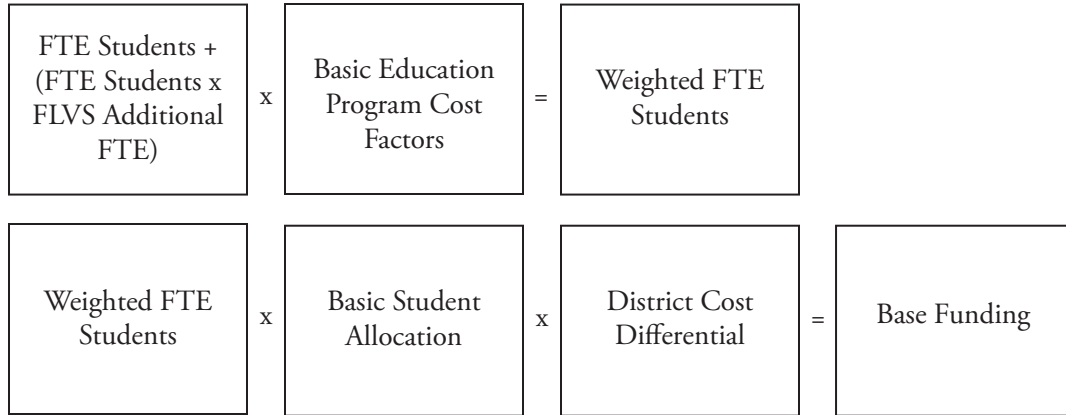 FTE Students +
(FTE Students x
FLVS Additional
FTE)
x
Basic Education
Program Cost
Factors
=
Weighted FTE
Students
Weighted FTE
Students
x
Basic Student
Allocation
x
District Cost
Differential
=
Base Funding